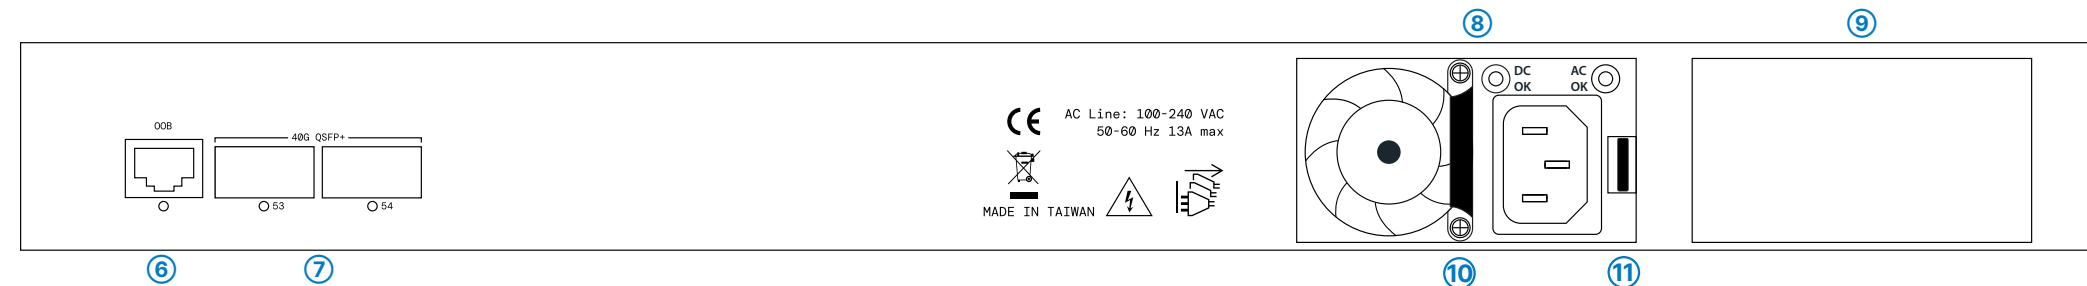 ⑧ ⑨
OOB
40G QSFP+
53 54
AC Line: 100-240 VAC
50-60 Hz 13A max
CE
MADE IN TAIWAN
DC
OK
AC
OK
⑥ ⑦ ⑩ ⑪